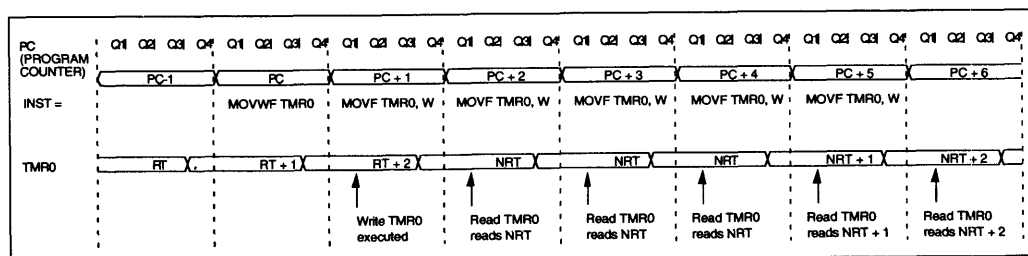 PC (PROGRAM COUNTER)
Q1 Q2 Q3 Q4 Q1 Q2 Q3 Q4 Q1 Q2 Q3 Q4 Q1 Q2 Q3 Q4 Q1 Q2 Q3 Q4 Q1 Q2 Q3 Q4 Q1 Q2 Q3 Q4 Q1 Q2 Q3 Q4
PC-1 PC PC + 1 PC + 2 PC + 3 PC + 4 PC + 5 PC + 6
INST = MOVWF TMR0 MOVF TMR0, W MOVF TMR0, W MOVF TMR0, W MOVF TMR0, W MOVF TMR0, W
TMR0 RT RT + 1 RT + 2 NRT NRT NRT NRT + 1 NRT + 2
Write TMR0 executed
Read TMR0 reads NRT
Read TMR0 reads NRT
Read TMR0 reads NRT
Read TMR0 reads NRT + 1
Read TMR0 reads NRT + 2